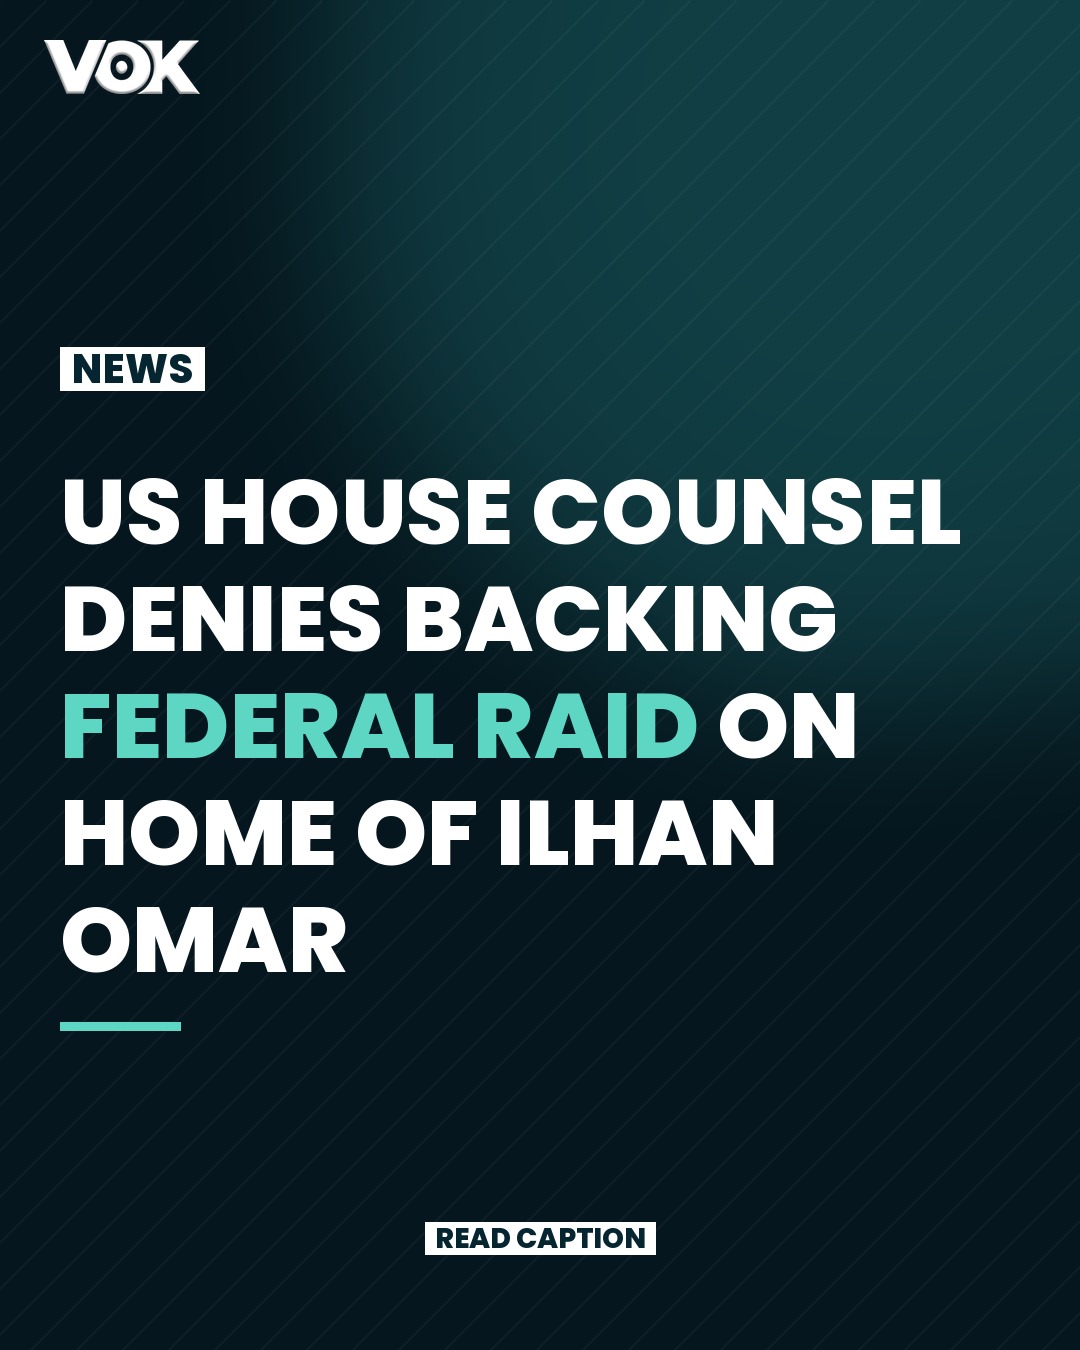 VOK
NEWS
US HOUSE COUNSEL
DENIES BACKING
FEDERAL RAID ON
HOME OF ILHAN
OMAR
READ CAPTION